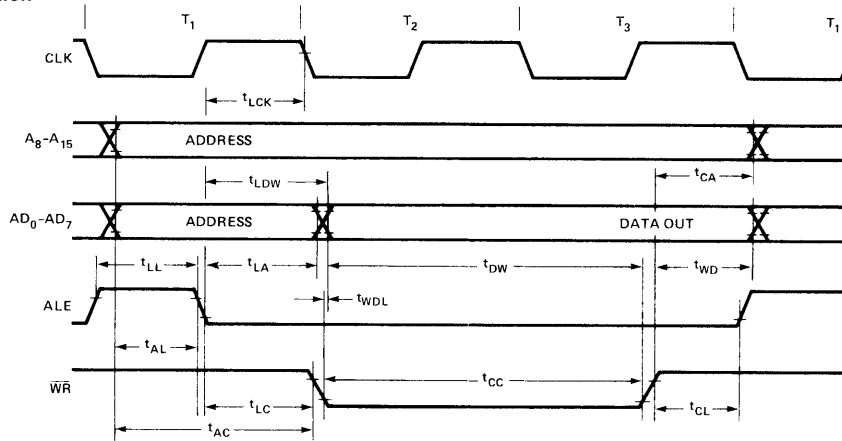 T1 T2 T3 T1
CLK
tLCK
A8–A15 ADDRESS
tLDW tCA
AD0–AD7 ADDRESS DATA OUT
tLL tLA tDW tWD
tWDL
ALE
tAL
tCC
WR
tLC tCL
tAC